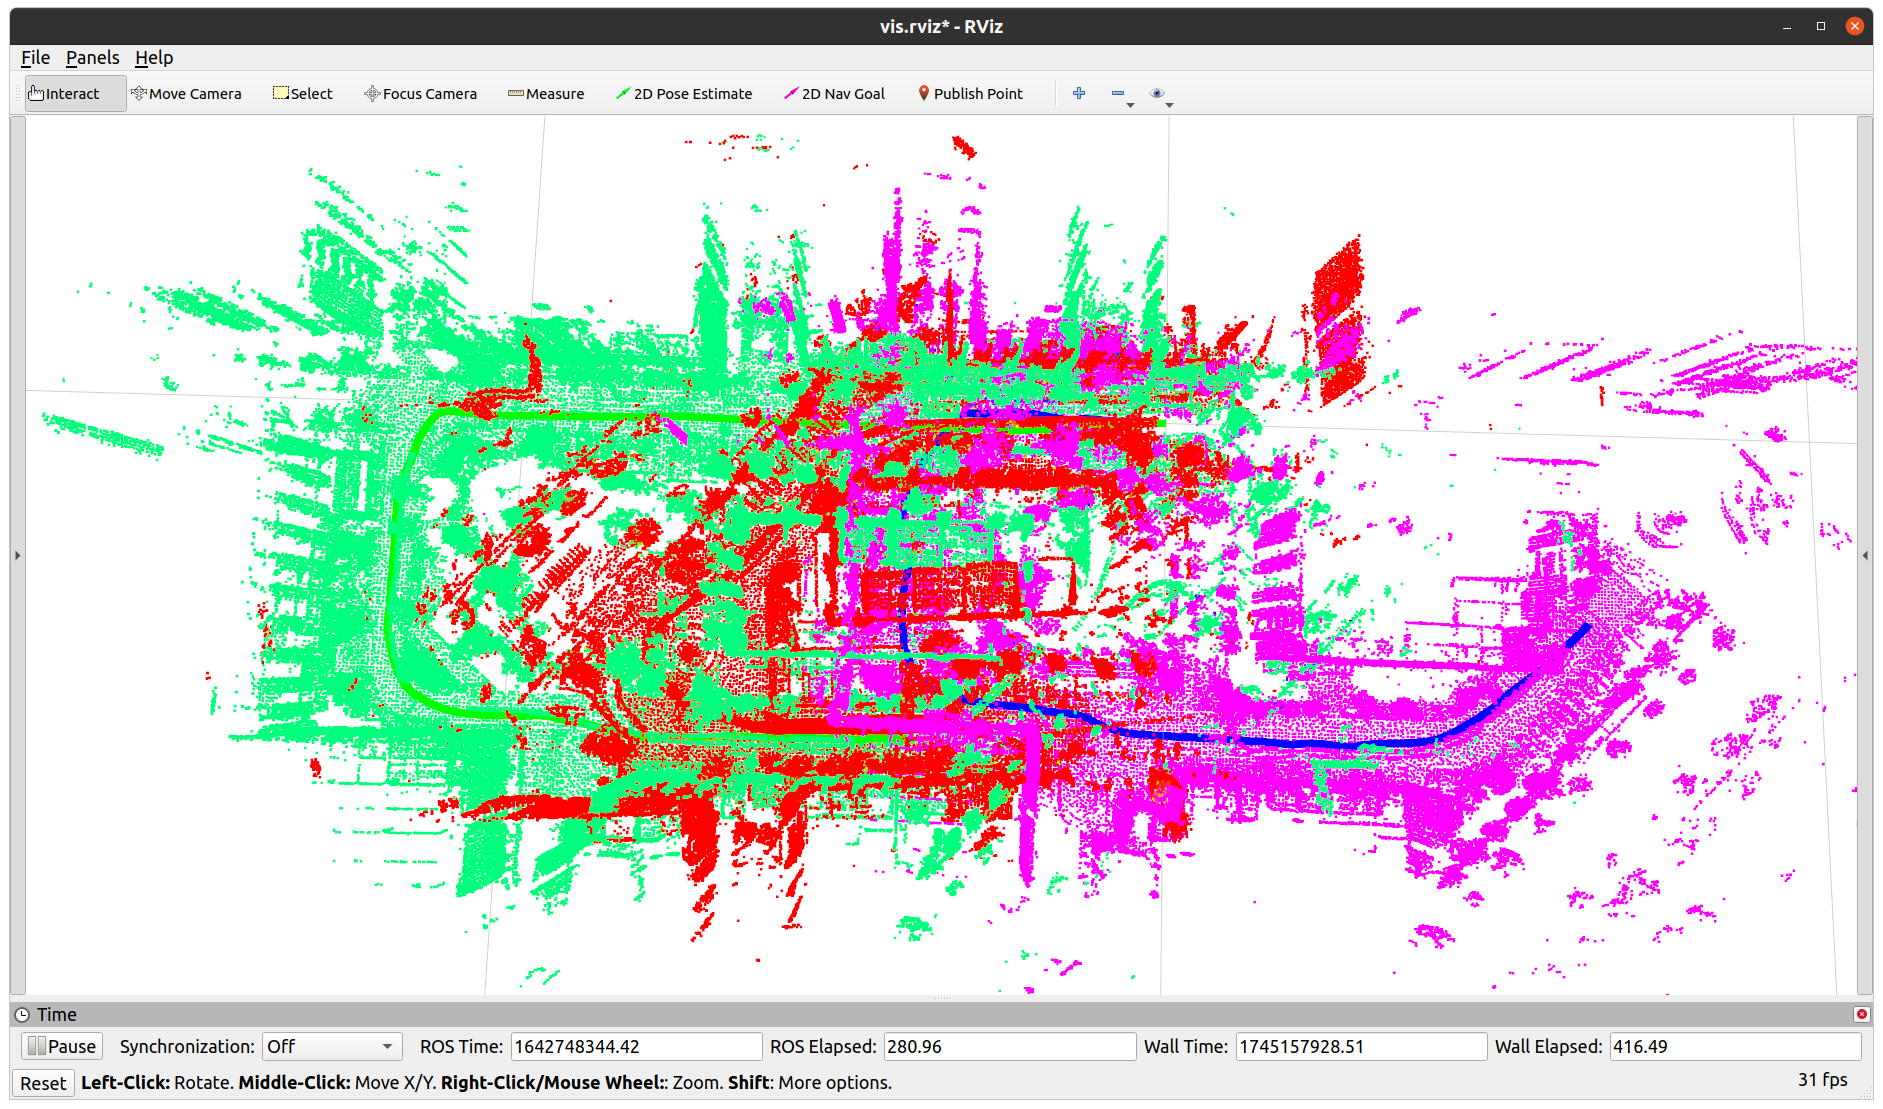 vis.rviz* - RViz
File Panels Help
Interact Move Camera Select Focus Camera Measure 2D Pose Estimate 2D Nav Goal Publish Point
Time
Pause Synchronization: Off ROS Time: 1642748344.42 ROS Elapsed: 280.96 Wall Time: 1745157928.51 Wall Elapsed: 416.49
Reset Left-Click: Rotate. Middle-Click: Move X/Y. Right-Click/Mouse Wheel:: Zoom. Shift: More options. 31 fps